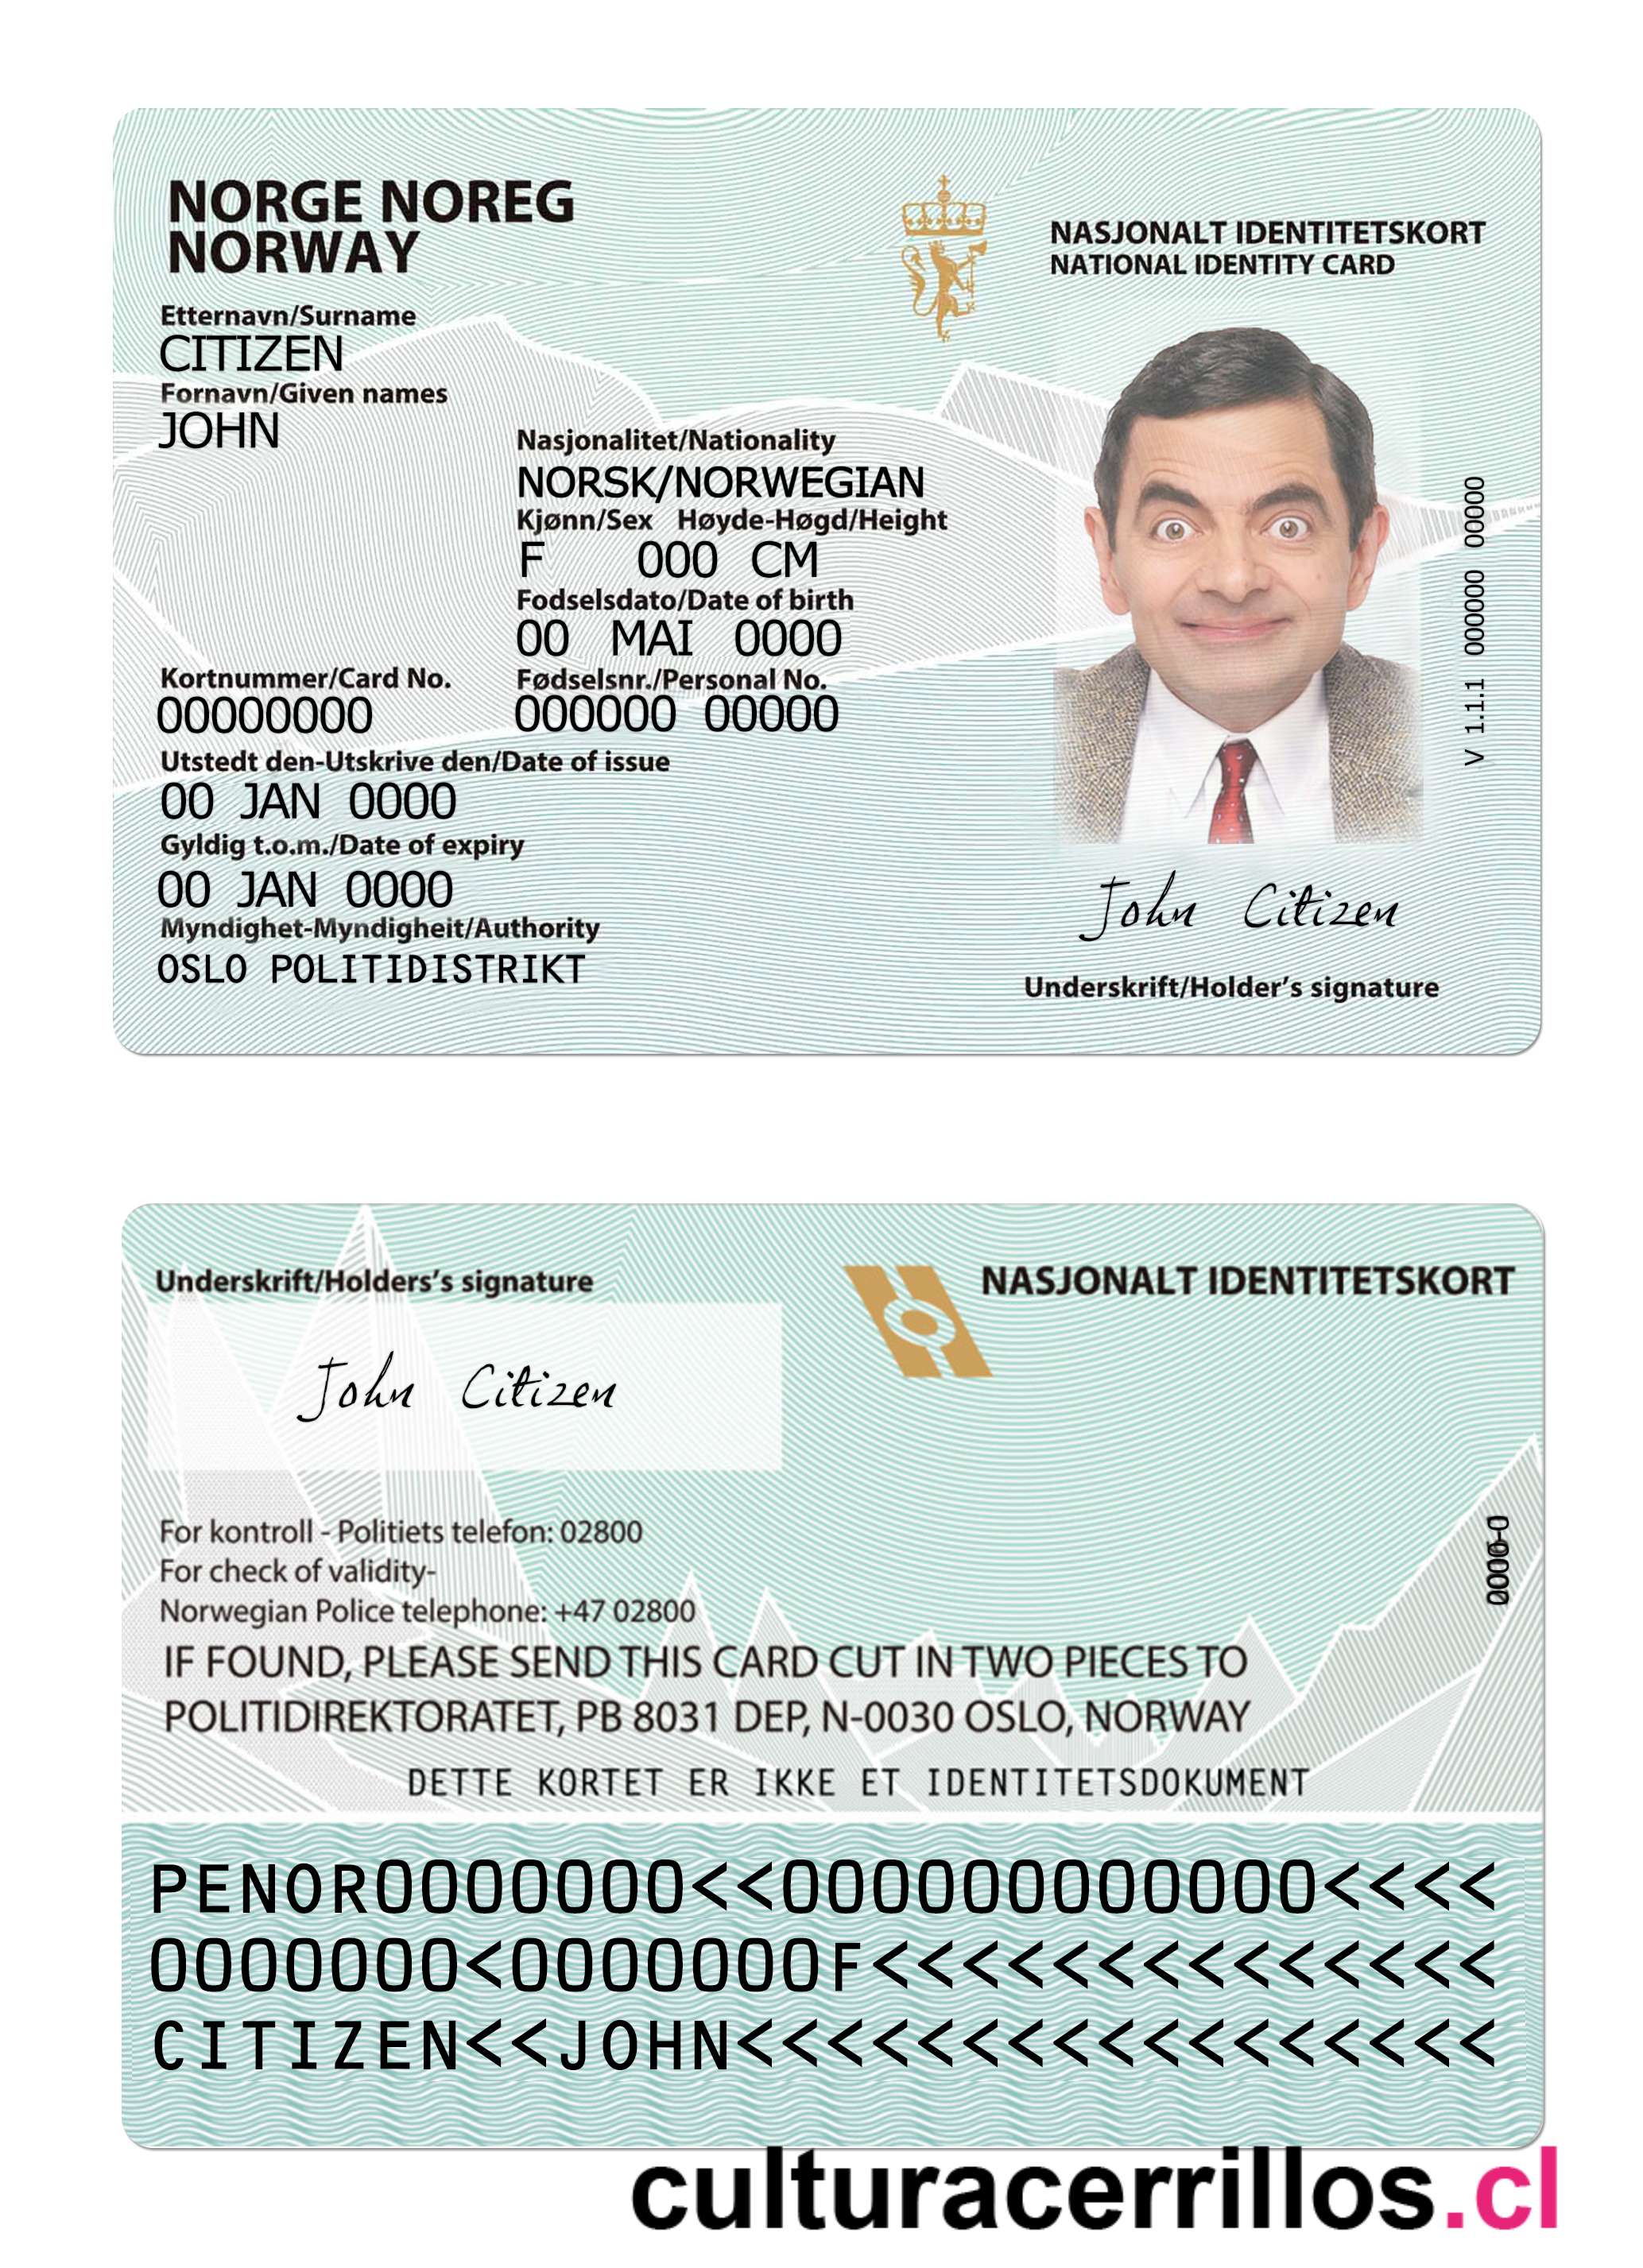 NORGE NOREG
NORWAY
NASJONALT IDENTITETSKORT
NATIONAL IDENTITY CARD
Etternavn/Surname
CITIZEN
Fornavn/Given names
JOHN
Nasjonalitet/Nationality
NORSK/NORWEGIAN
Kjønn/Sex Høyde-Høgd/Height
F 000 CM
Fodselsdato/Date of birth
00 MAI 0000
Kortnummer/Card No. Fødselsnr./Personal No.
00000000 000000 00000
Utstedt den-Utskrive den/Date of issue
00 JAN 0000
Gyldig t.o.m./Date of expiry
00 JAN 0000
Myndighet-Myndigheit/Authority
OSLO POLITIDISTRIKT
V 1.1.1 000000 00000
John Citizen
Underskrift/Holder's signature
Underskrift/Holders's signature
NASJONALT IDENTITETSKORT
John Citizen
For kontroll - Politiets telefon: 02800
For check of validity-
Norwegian Police telephone: +47 02800
IF FOUND, PLEASE SEND THIS CARD CUT IN TWO PIECES TO
POLITIDIREKTORATET, PB 8031 DEP, N-0030 OSLO, NORWAY
DETTE KORTET ER IKKE ET IDENTITETSDOKUMENT
PENOR0000000<<000000000000<<<<
0000000<0000000F<<<<<<<<<<<<<<
CITIZEN<<JOHN<<<<<<<<<<<<<<<<<
culturacerrillos.cl